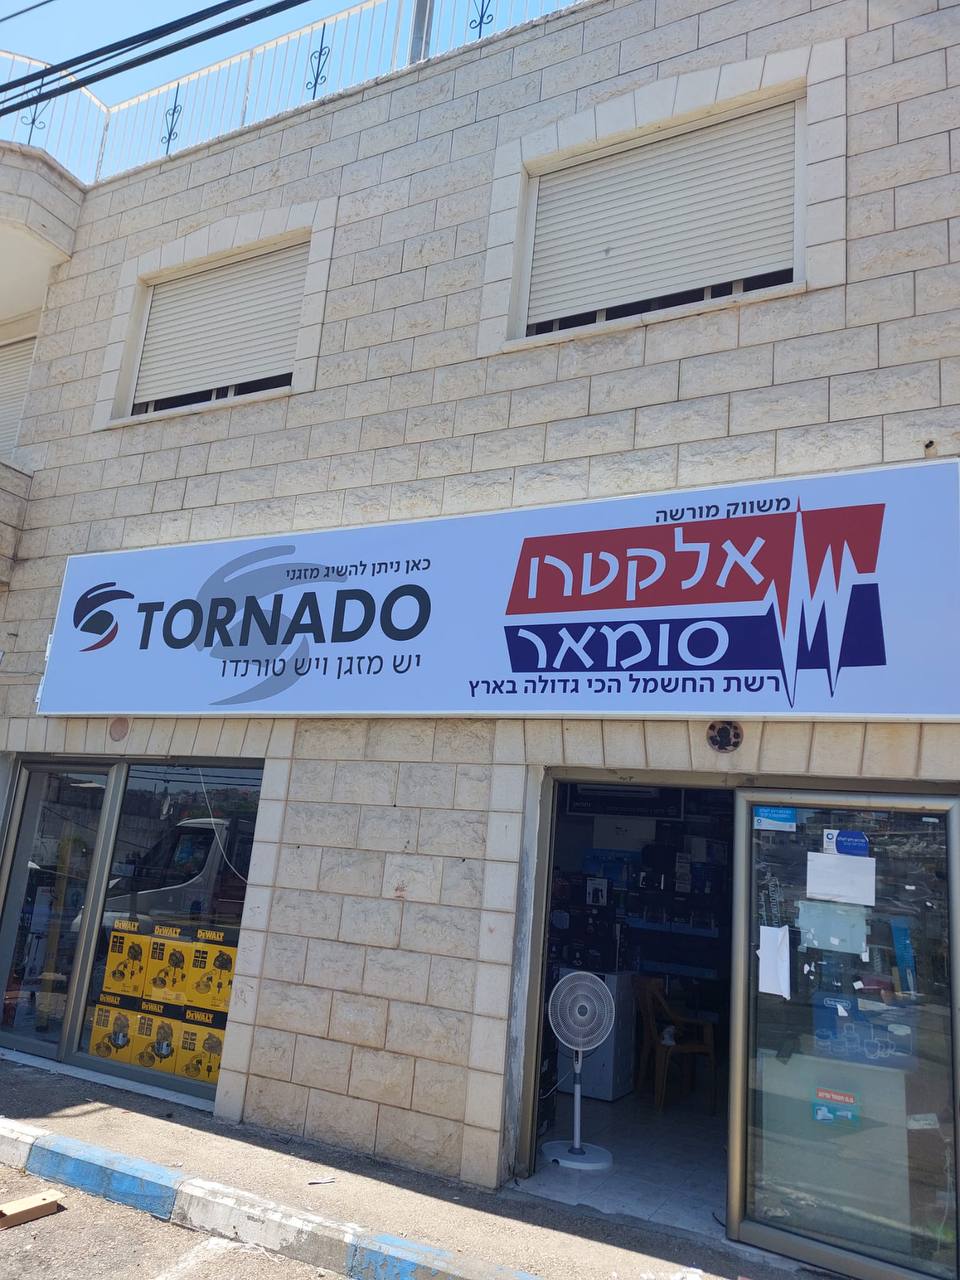 משווק מורשה
אלקטרו
סומאר
רשת החשמל הכי גדולה בארץ
כאן ניתן להשיג מזגני
TORNADO
יש מזגן ויש טורנדו
DEWALT
DEWALT
DEWALT
DEWALT
DEWALT
DEWALT